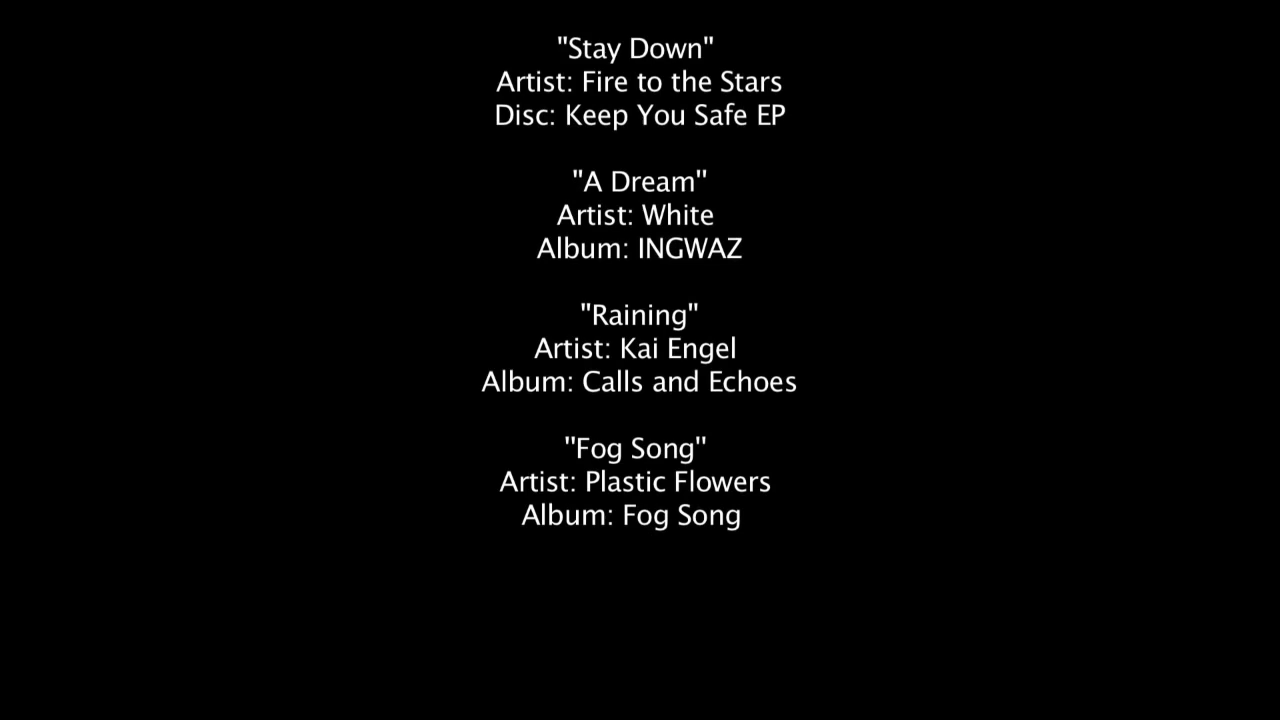 "Stay Down"
Artist: Fire to the Stars
Disc: Keep You Safe EP
"A Dream"
Artist: White
Album: INGWAZ
"Raining"
Artist: Kai Engel
Album: Calls and Echoes
"Fog Song"
Artist: Plastic Flowers
Album: Fog Song